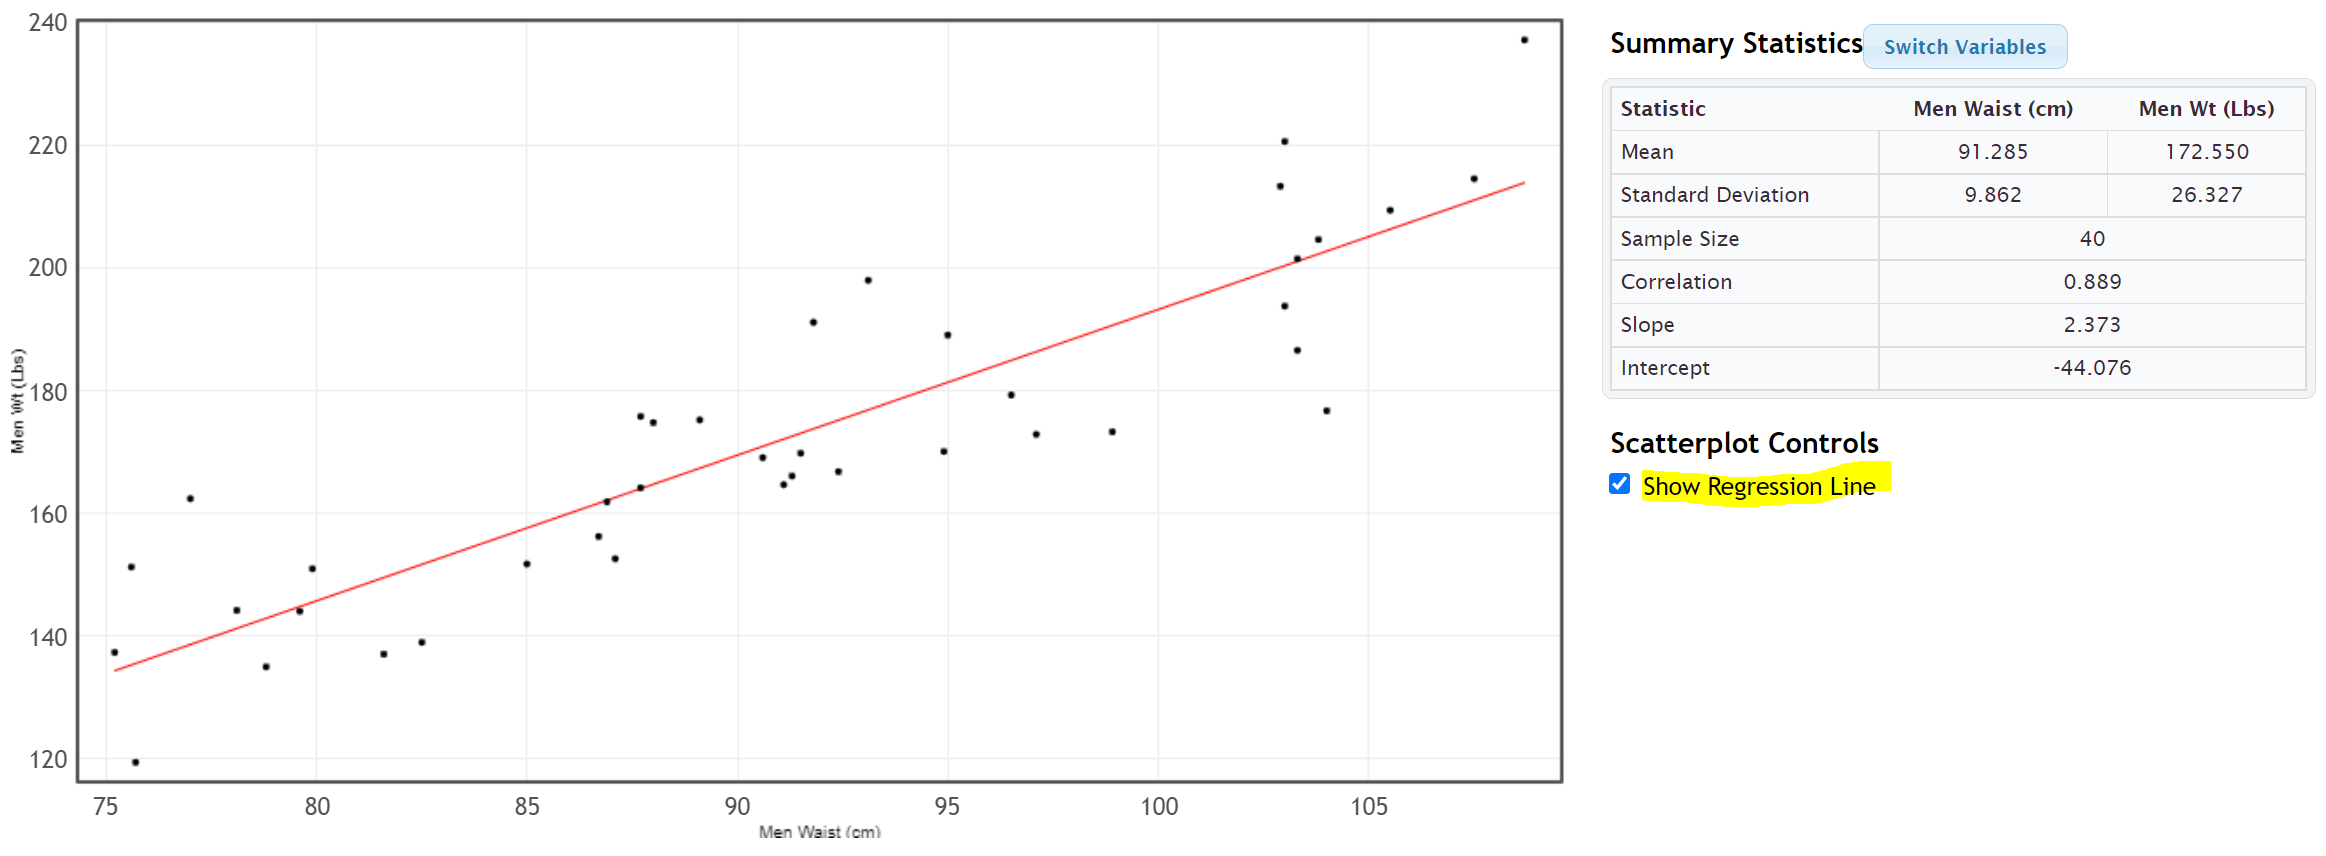 240
220
200
180
160
140
120
Men Wt (Lbs)
75 80 85 90 95 100 105
Men Waist (cm)
Summary Statistics Switch Variables
Statistic Men Waist (cm) Men Wt (Lbs)
Mean 91.285 172.550
Standard Deviation 9.862 26.327
Sample Size 40
Correlation 0.889
Slope 2.373
Intercept -44.076
Scatterplot Controls
Show Regression Line